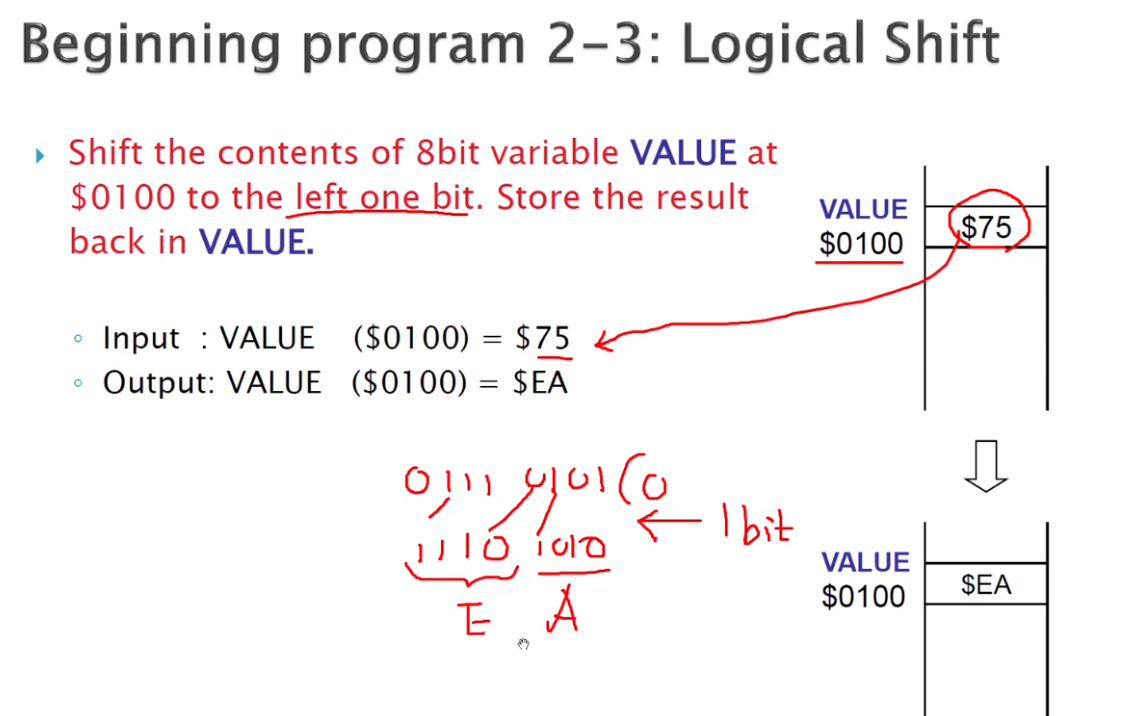 Beginning program 2-3: Logical Shift
Shift the contents of 8bit variable VALUE at
$0100 to the left one bit. Store the result
back in VALUE.
Input : VALUE ($0100) = $75
Output: VALUE ($0100) = $EA
VALUE
$0100
$75
0111 0101(0
1110 1010
← 1bit
E A
VALUE
$0100
$EA